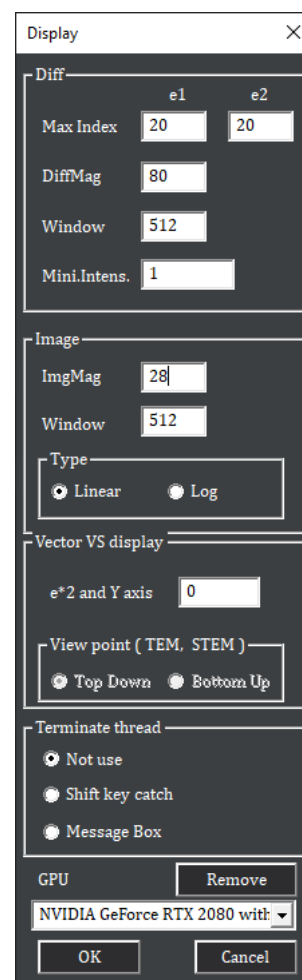 Display
Diff
e1 e2
Max Index 20 20
DiffMag 80
Window 512
Mini.Intens. 1
Image
ImgMag 28
Window 512
Type
Linear Log
Vector VS display
e*2 and Y axis 0
View point ( TEM, STEM )
Top Down Bottom Up
Terminate thread
Not use
Shift key catch
Message Box
GPU Remove
NVIDIA GeForce RTX 2080 with
OK Cancel